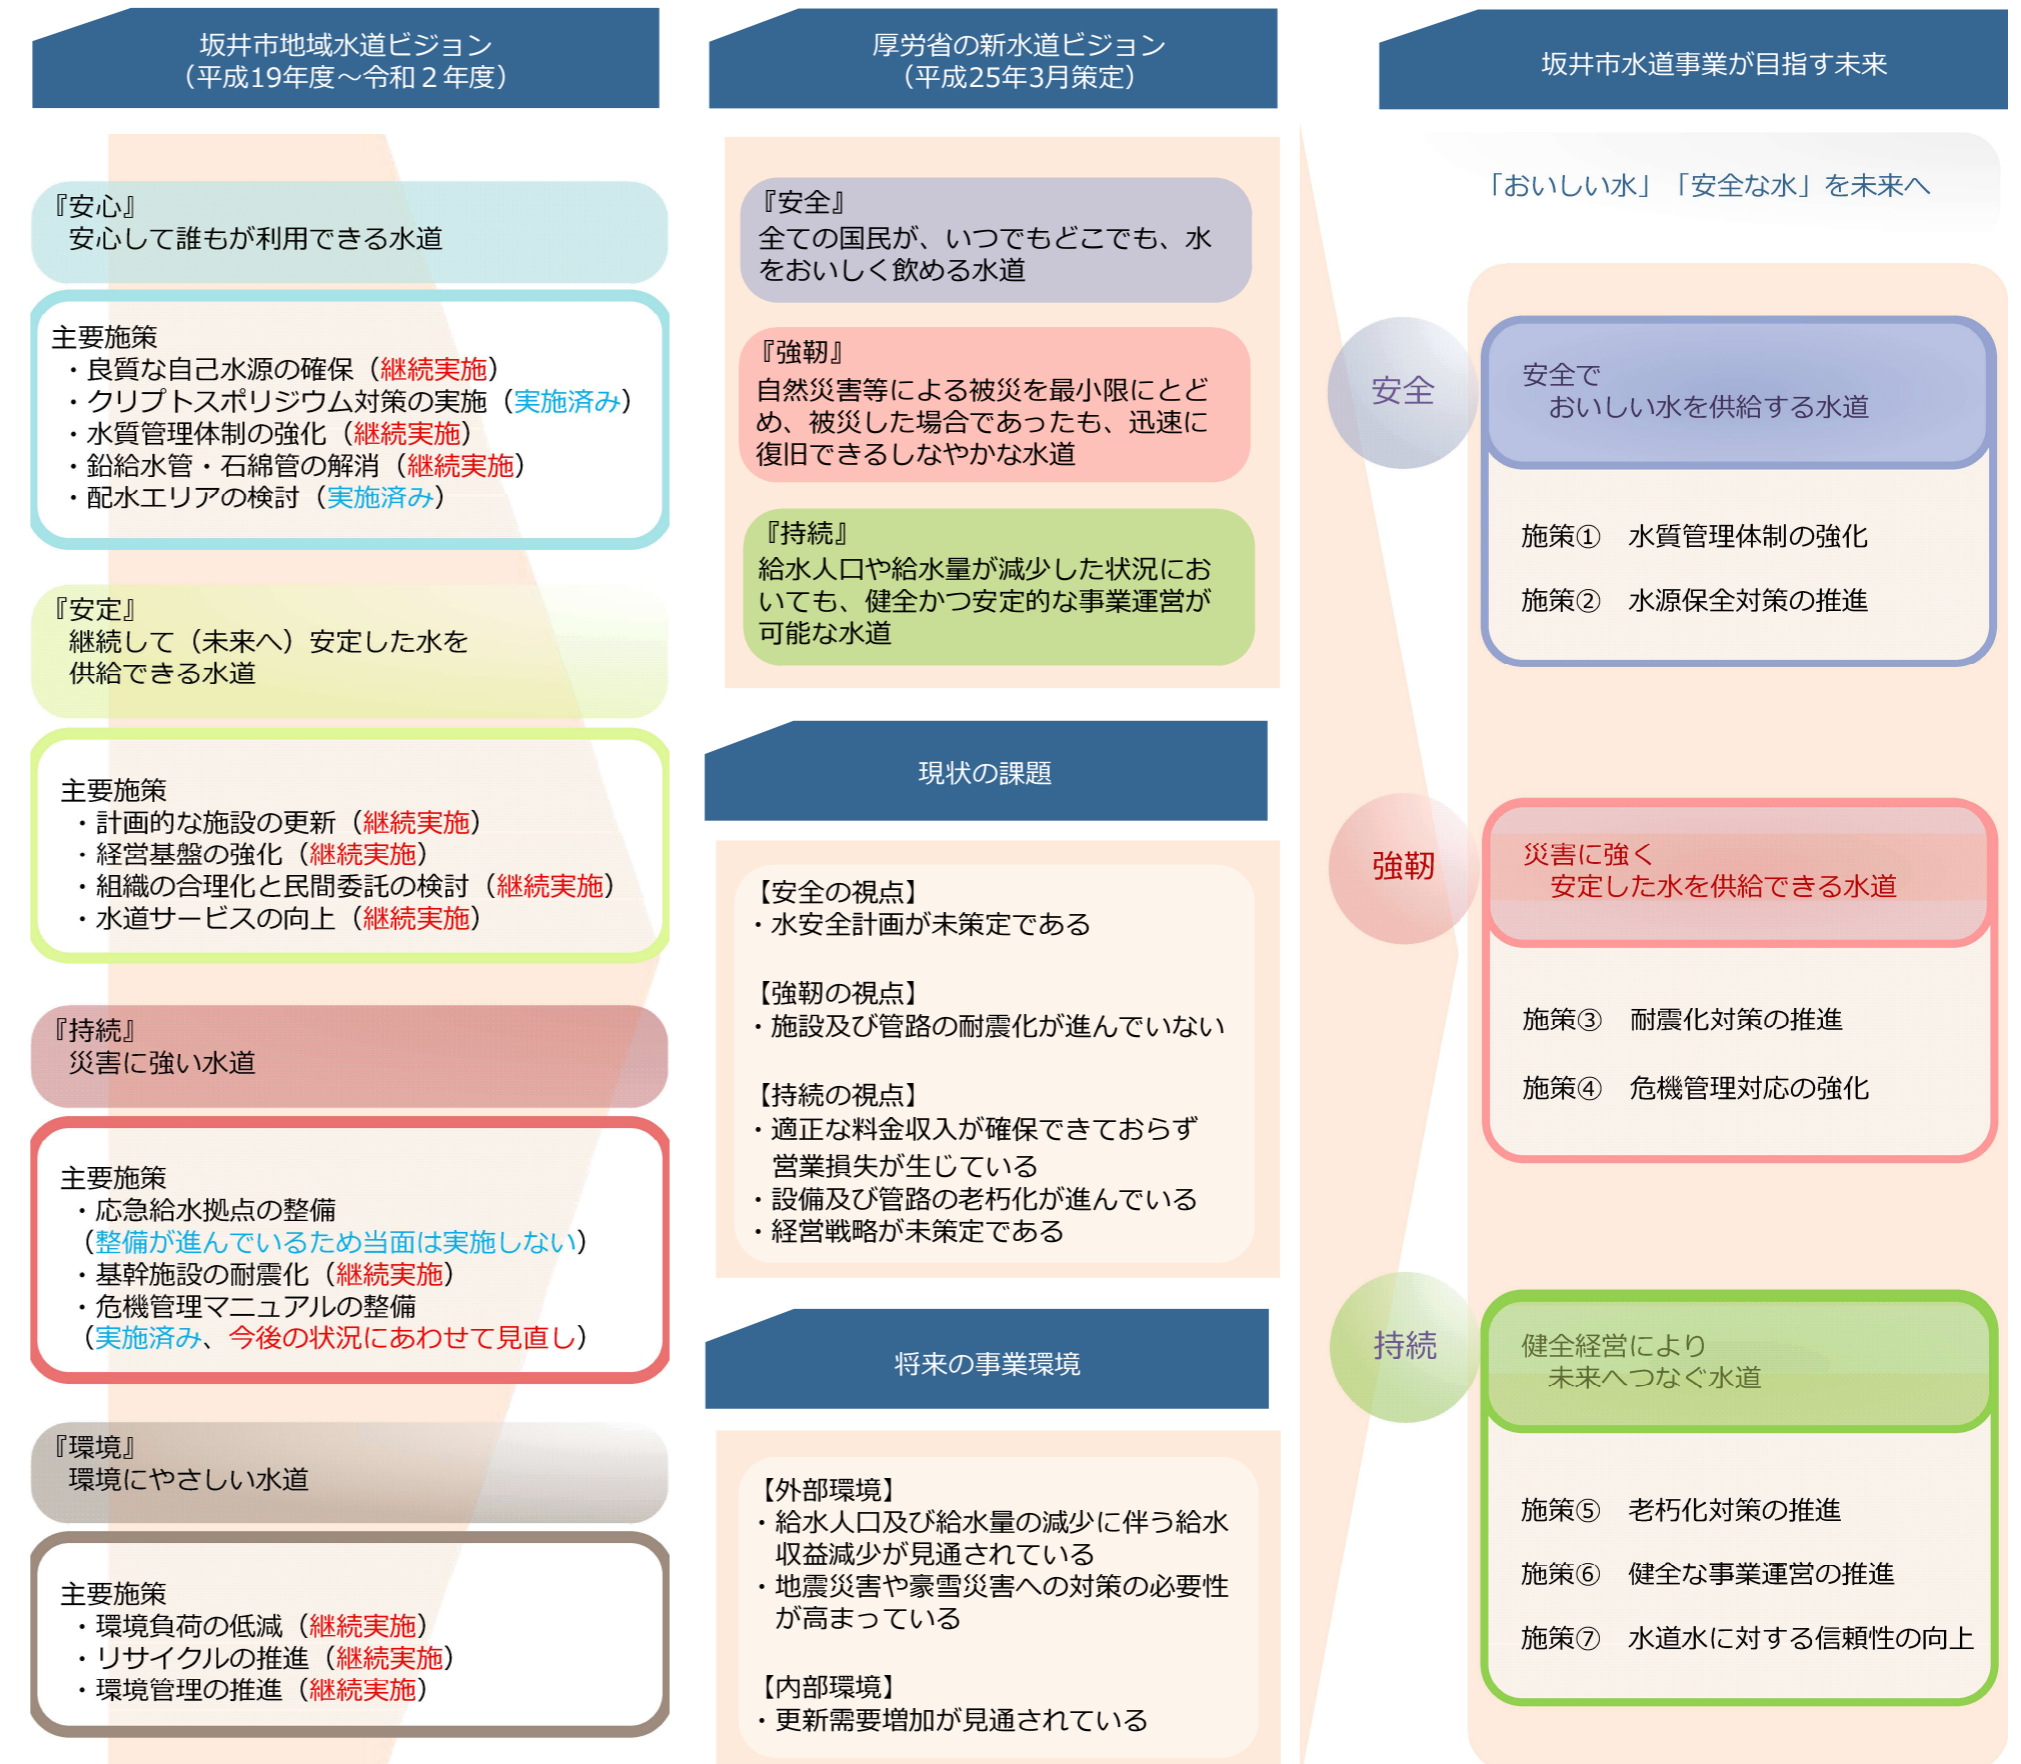 坂井市地域水道ビジョン
（平成19年度～令和２年度）
『安心』
安心して誰もが利用できる水道
主要施策
・良質な自己水源の確保（継続実施）
・クリプトスポリジウム対策の実施（実施済み）
・水質管理体制の強化（継続実施）
・鉛給水管・石綿管の解消（継続実施）
・配水エリアの検討（実施済み）
『安定』
継続して（未来へ）安定した水を
供給できる水道
主要施策
・計画的な施設の更新（継続実施）
・経営基盤の強化（継続実施）
・組織の合理化と民間委託の検討（継続実施）
・水道サービスの向上（継続実施）
『持続』
災害に強い水道
主要施策
・応急給水拠点の整備
（整備が進んでいるため当面は実施しない）
・基幹施設の耐震化（継続実施）
・危機管理マニュアルの整備
（実施済み、今後の状況にあわせて見直し）
『環境』
環境にやさしい水道
主要施策
・環境負荷の低減（継続実施）
・リサイクルの推進（継続実施）
・環境管理の推進（継続実施）
厚労省の新水道ビジョン
（平成25年3月策定）
『安全』
全ての国民が、いつでもどこでも、水
をおいしく飲める水道
『強靭』
自然災害等による被災を最小限にとど
め、被災した場合であったも、迅速に
復旧できるしなやかな水道
『持続』
給水人口や給水量が減少した状況にお
いても、健全かつ安定的な事業運営が
可能な水道
現状の課題
【安全の視点】
・水安全計画が未策定である
【強靭の視点】
・施設及び管路の耐震化が進んでいない
【持続の視点】
・適正な料金収入が確保できておらず
営業損失が生じている
・設備及び管路の老朽化が進んでいる
・経営戦略が未策定である
将来の事業環境
【外部環境】
・給水人口及び給水量の減少に伴う給水
収益減少が見通されている
・地震災害や豪雪災害への対策の必要性
が高まっている
【内部環境】
・更新需要増加が見通されている
坂井市水道事業が目指す未来
「おいしい水」「安全な水」を未来へ
安全
安全で
おいしい水を供給する水道
施策① 水質管理体制の強化
施策② 水源保全対策の推進
強靭
災害に強く
安定した水を供給できる水道
施策③ 耐震化対策の推進
施策④ 危機管理対応の強化
持続
健全経営により
未来へつなぐ水道
施策⑤ 老朽化対策の推進
施策⑥ 健全な事業運営の推進
施策⑦ 水道水に対する信頼性の向上